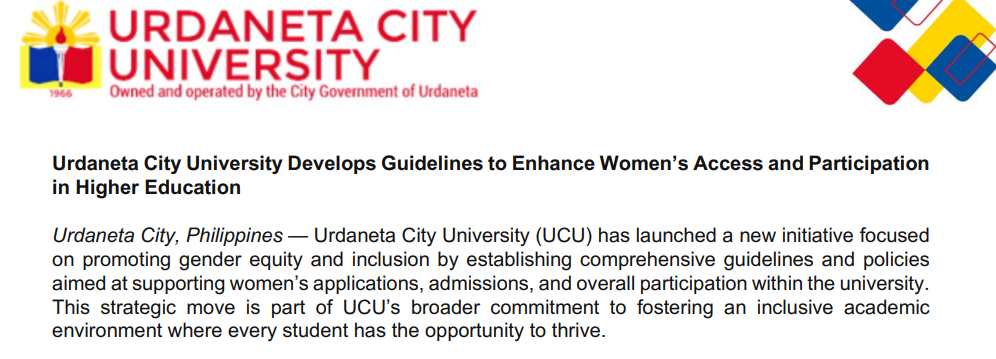 URDANETA CITY
UNIVERSITY
Owned and operated by the City Government of Urdaneta
1966
Urdaneta City University Develops Guidelines to Enhance Women's Access and Participation
in Higher Education
Urdaneta City, Philippines — Urdaneta City University (UCU) has launched a new initiative focused
on promoting gender equity and inclusion by establishing comprehensive guidelines and policies
aimed at supporting women's applications, admissions, and overall participation within the university.
This strategic move is part of UCU's broader commitment to fostering an inclusive academic
environment where every student has the opportunity to thrive.